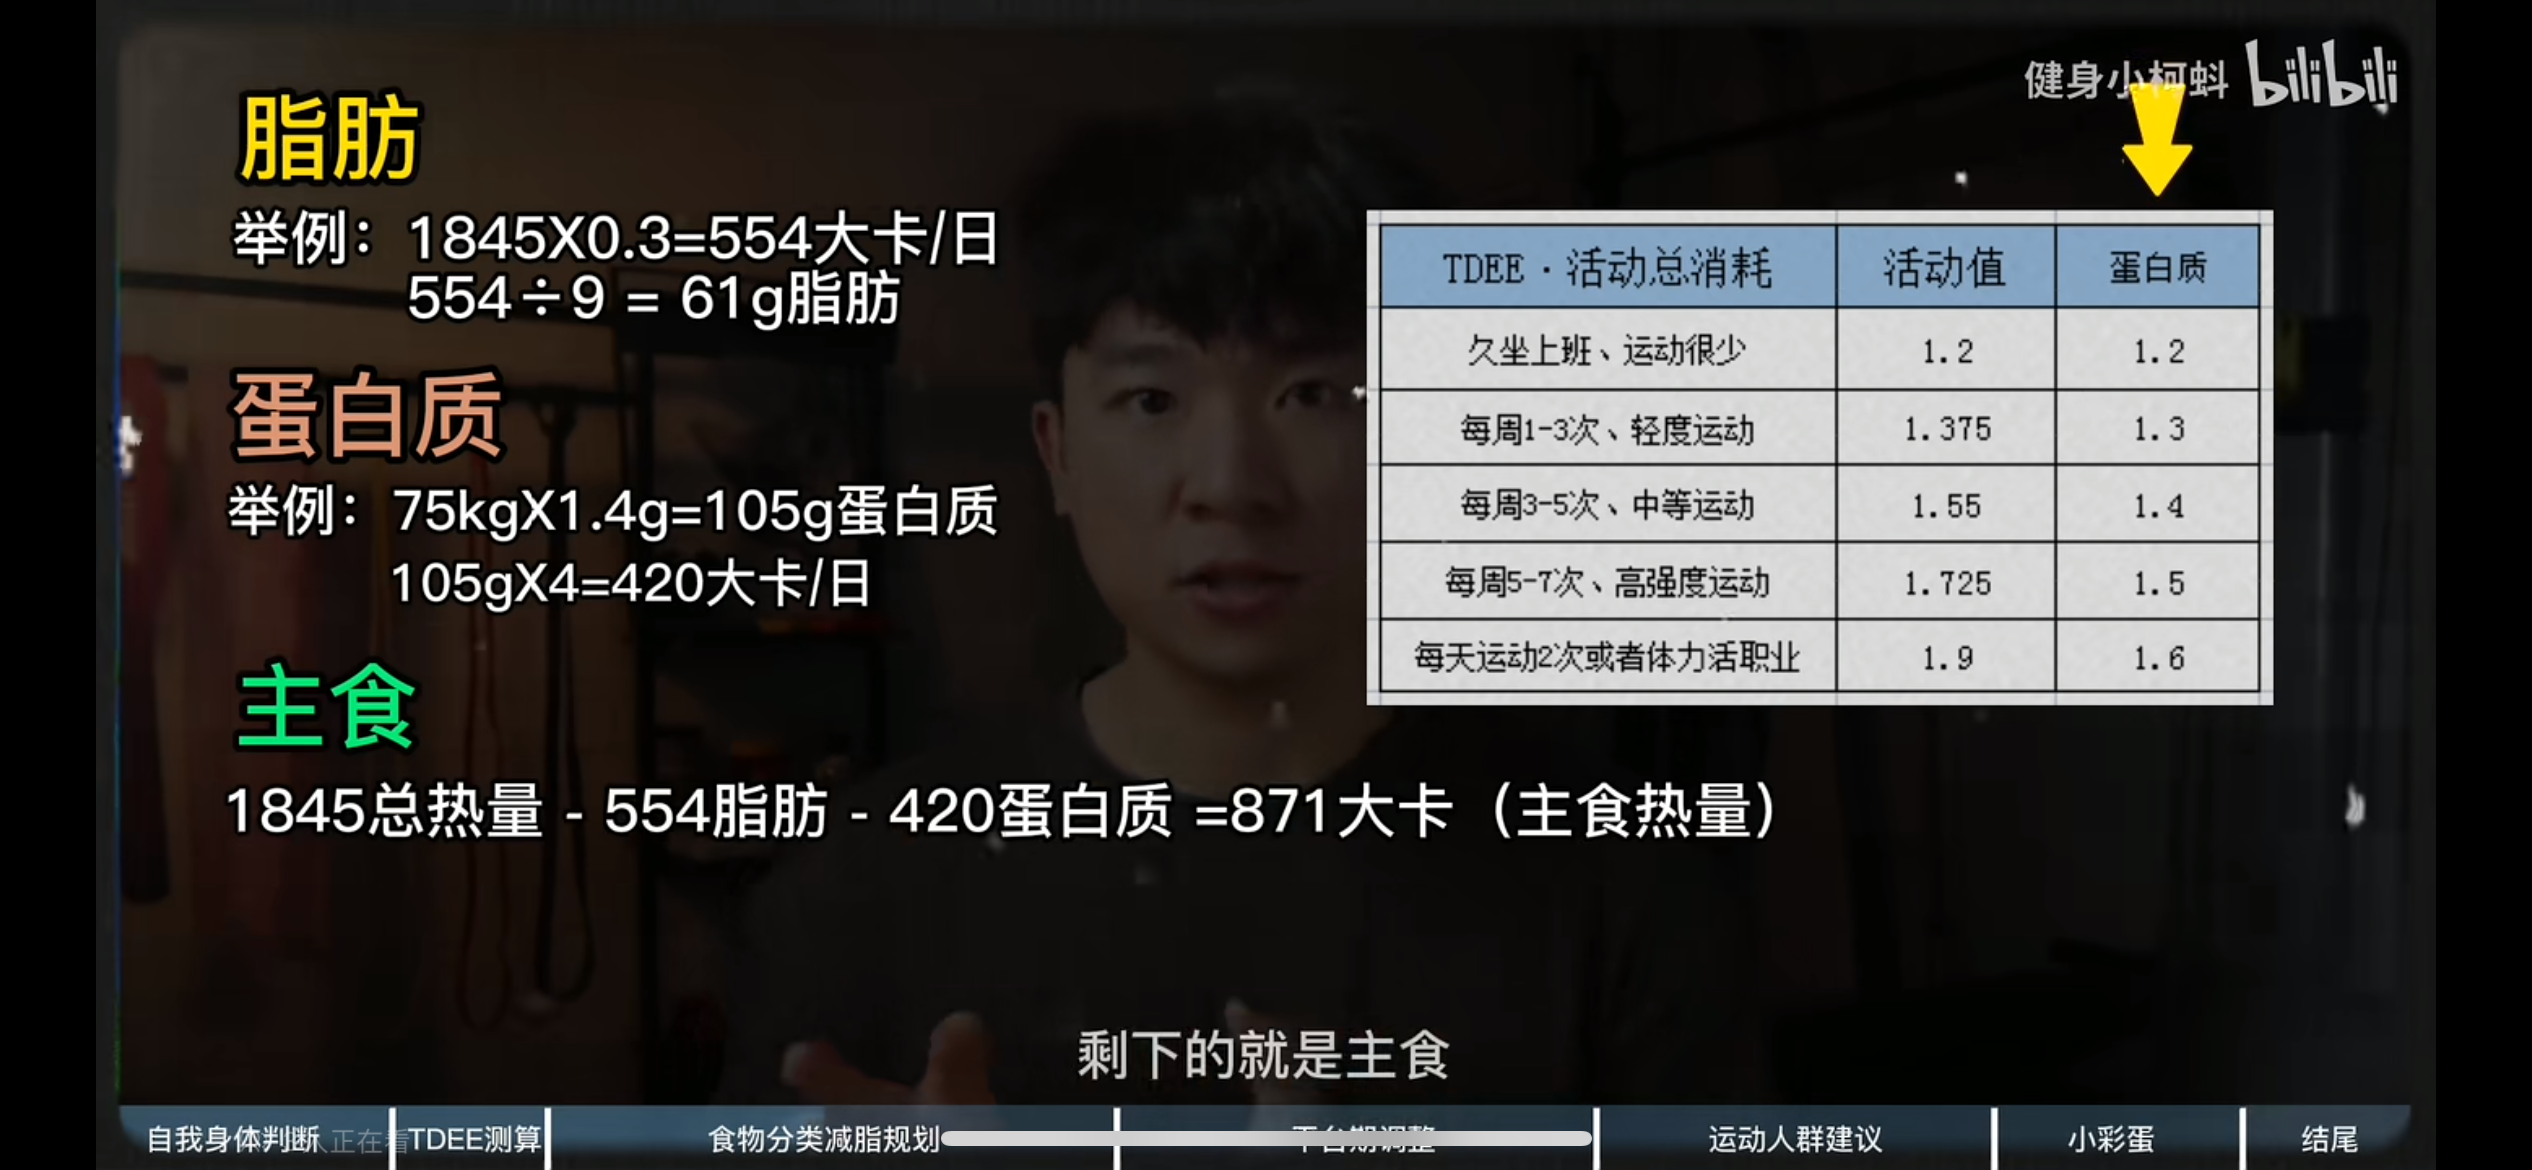 健身小柯蚪 bilibili
脂肪
举例：1845X0.3=554大卡/日
554÷9 = 61g脂肪
蛋白质
举例：75kgX1.4g=105g蛋白质
105gX4=420大卡/日
主食
1845总热量 - 554脂肪 - 420蛋白质 =871大卡（主食热量）
TDEE·活动总消耗 活动值 蛋白质
久坐上班、运动很少 1.2 1.2
每周1-3次、轻度运动 1.375 1.3
每周3-5次、中等运动 1.55 1.4
每周5-7次、高强度运动 1.725 1.5
每天运动2次或者体力活职业 1.9 1.6
剩下的就是主食
自我身体判断 TDEE测算 食物分类减脂规划 平台期调整 运动人群建议 小彩蛋 结尾
人正在看